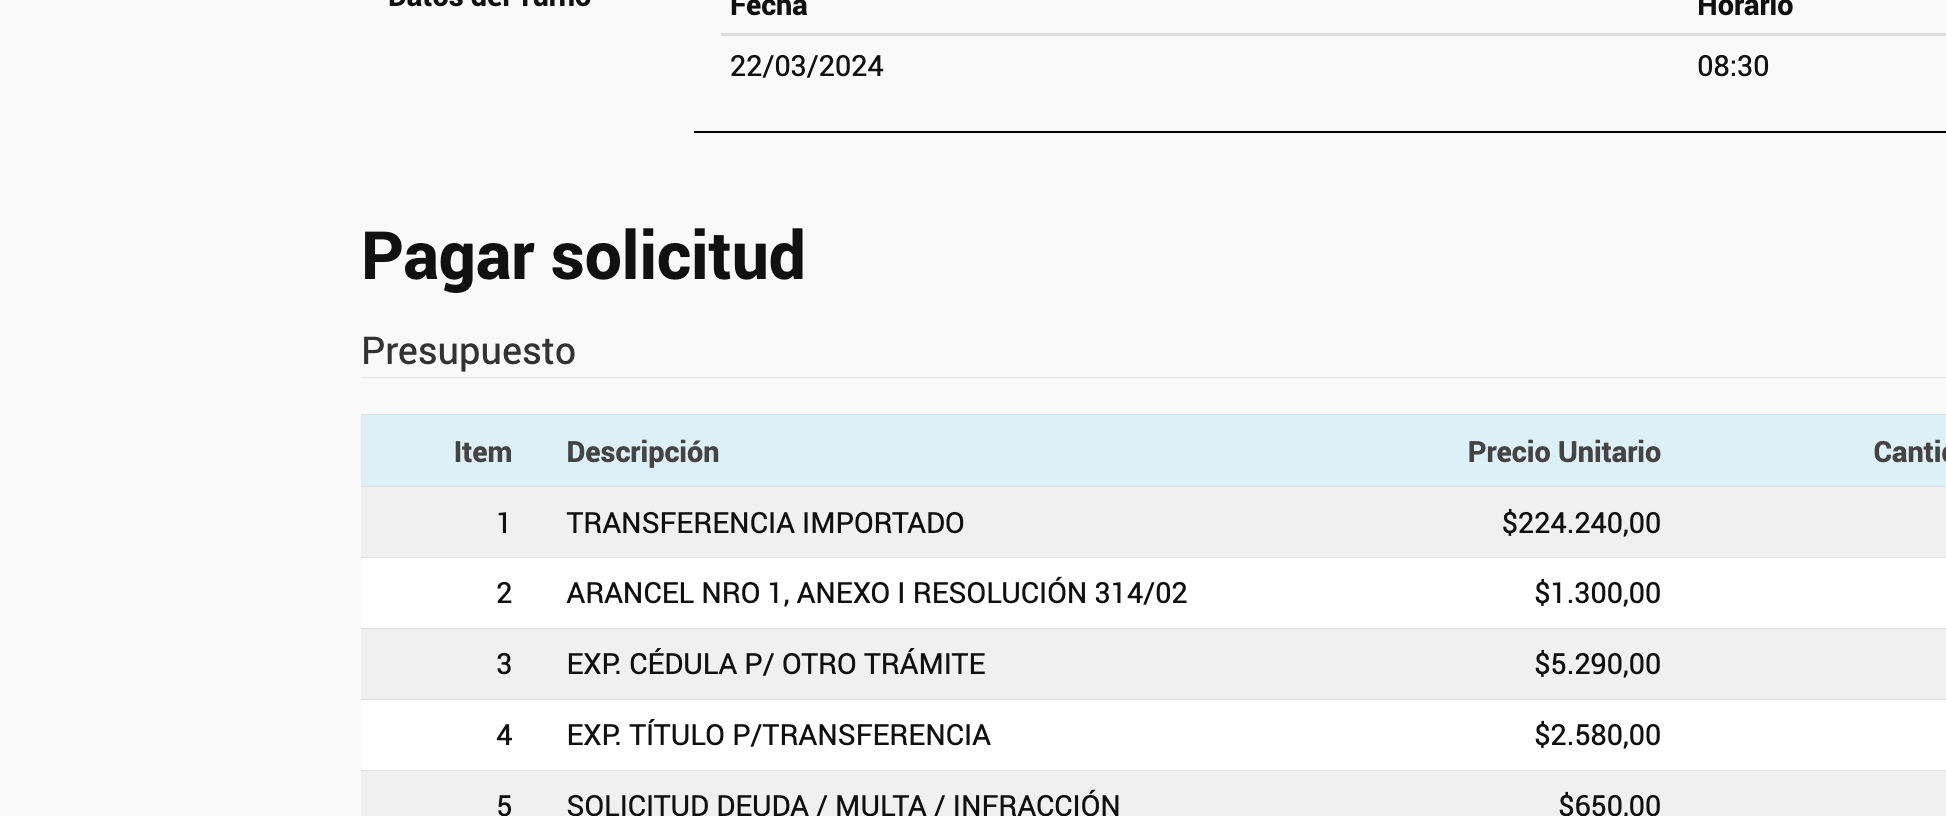 Datos del Turno
Fecha Horario
22/03/2024 08:30
Pagar solicitud
Presupuesto
Item Descripción Precio Unitario
1 TRANSFERENCIA IMPORTADO $224.240,00
2 ARANCEL NRO 1, ANEXO I RESOLUCIÓN 314/02 $1.300,00
3 EXP. CÉDULA P/ OTRO TRÁMITE $5.290,00
4 EXP. TÍTULO P/TRANSFERENCIA $2.580,00
5 SOLICITUD DEUDA / MULTA / INFRACCIÓN $650,00